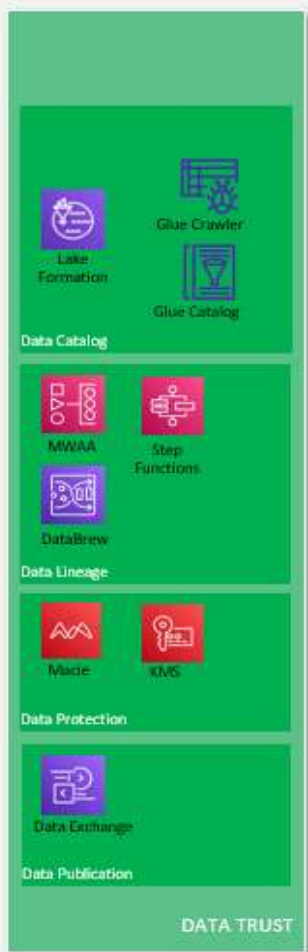 Glue Crawler
Lake
Formation
Glue Catalog
Data Catalog
MWAA
Step
Functions
DataBrew
Data Lineage
Macie
KMS
Data Protection
Data Exchange
Data Publication
DATA TRUST